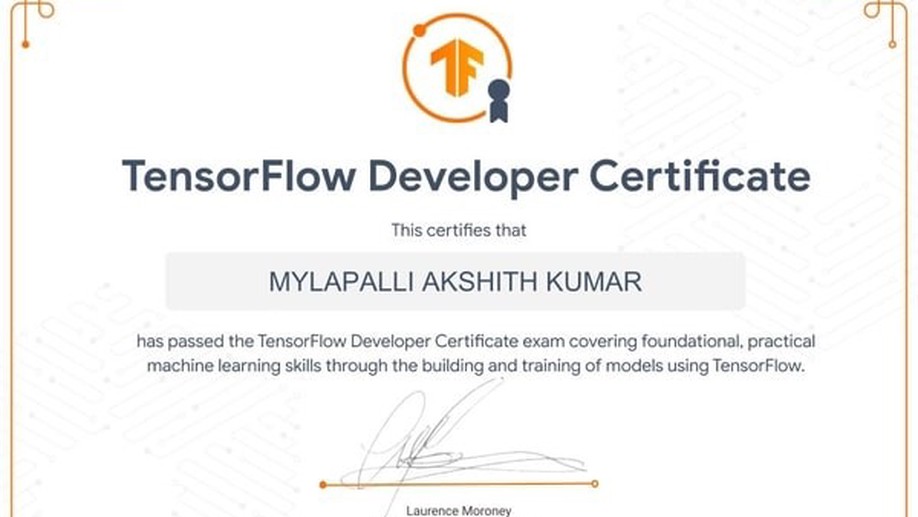 TensorFlow Developer Certificate
This certifies that
MYLAPALLI AKSHITH KUMAR
has passed the TensorFlow Developer Certificate exam covering foundational, practical
machine learning skills through the building and training of models using TensorFlow.
Laurence Moroney